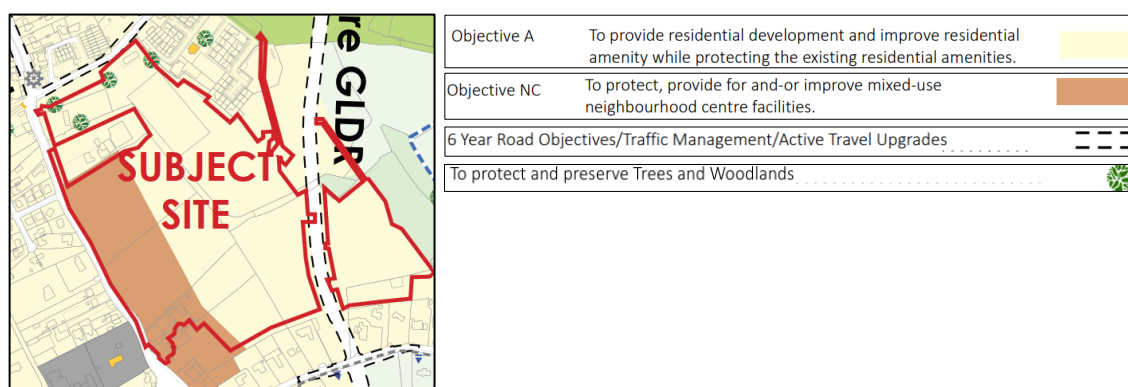 re GLDR
SUBJECT
SITE
Objective A
To provide residential development and improve residential
amenity while protecting the existing residential amenities.
Objective NC
To protect, provide for and-or improve mixed-use
neighbourhood centre facilities.
6 Year Road Objectives/Traffic Management/Active Travel Upgrades
To protect and preserve Trees and Woodlands